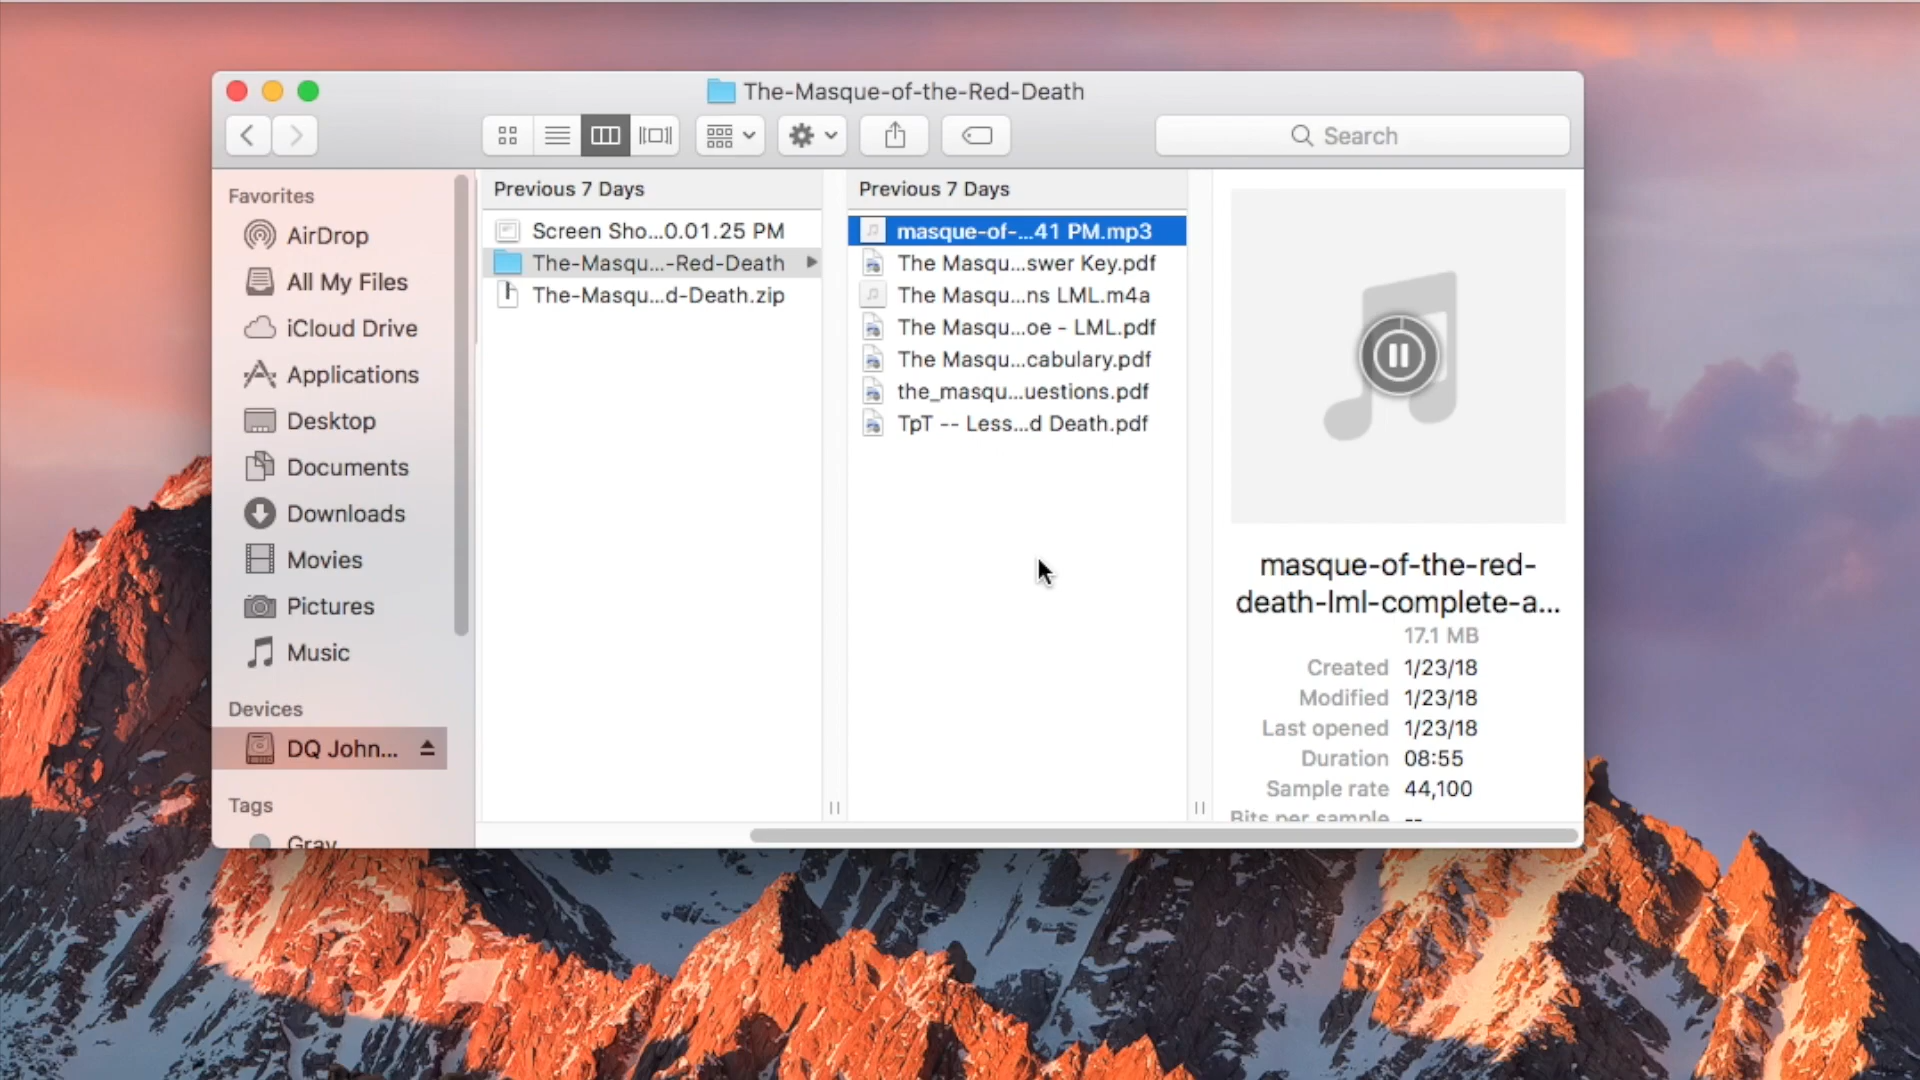 The-Masque-of-the-Red-Death
Search
Favorites
AirDrop
All My Files
iCloud Drive
Applications
Desktop
Documents
Downloads
Movies
Pictures
Music
Devices
DQ John...
Tags
Gray
Previous 7 Days
Screen Sho...0.01.25 PM
The-Masqu...-Red-Death
The-Masqu...d-Death.zip
Previous 7 Days
masque-of-...41 PM.mp3
The Masqu...swer Key.pdf
The Masqu...ns LML.m4a
The Masqu...oe - LML.pdf
The Masqu...cabulary.pdf
the_masqu...uestions.pdf
TpT -- Less...d Death.pdf
masque-of-the-red-
death-lml-complete-a...
17.1 MB
Created 1/23/18
Modified 1/23/18
Last opened 1/23/18
Duration 08:55
Sample rate 44,100
Bits per sample --